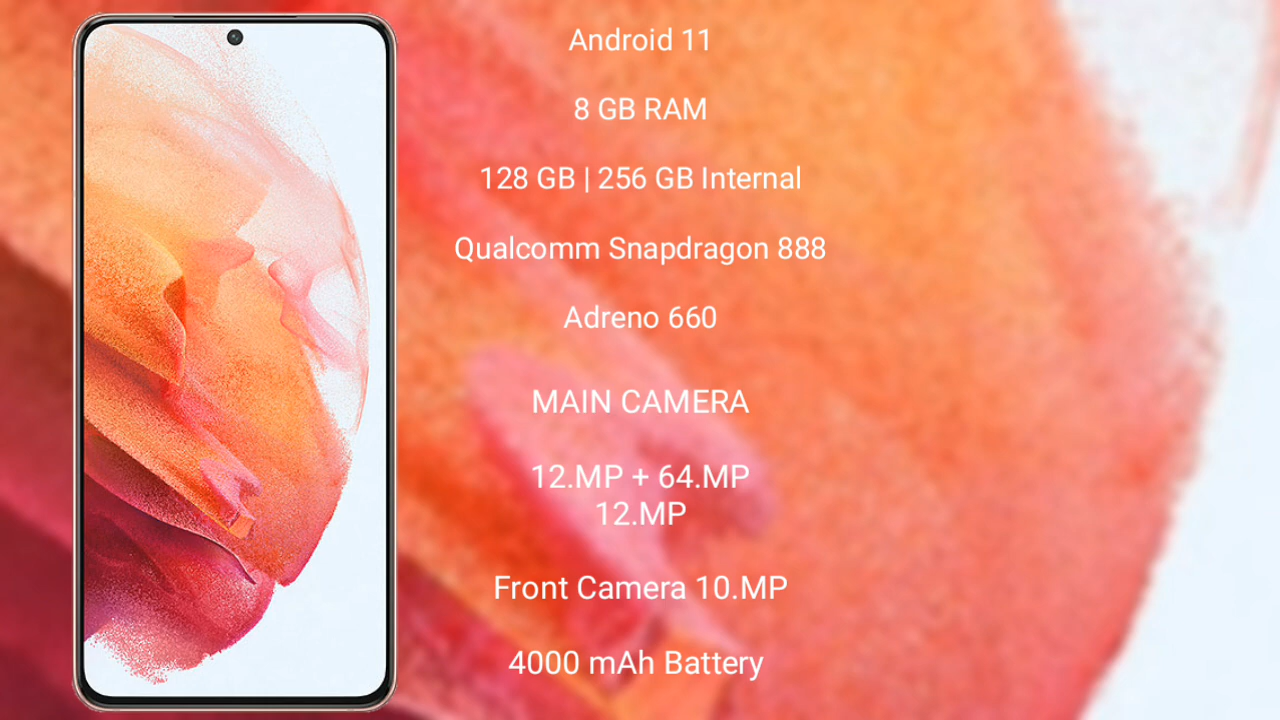 Android 11
8 GB RAM
128 GB | 256 GB Internal
Qualcomm Snapdragon 888
Adreno 660
MAIN CAMERA
12.MP + 64.MP
12.MP
Front Camera 10.MP
4000 mAh Battery